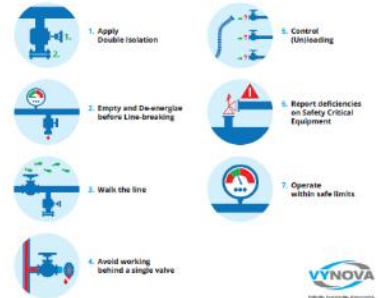 1. Apply
Double Isolation
1.
2.
2. Empty and De-energize
before Line-breaking
3. Walk the line
4. Avoid working
behind a single valve
5. Control
(Un)loading
6. Report deficiencies
on Safety Critical
Equipment
7. Operate
within safe limits
VYNOVA